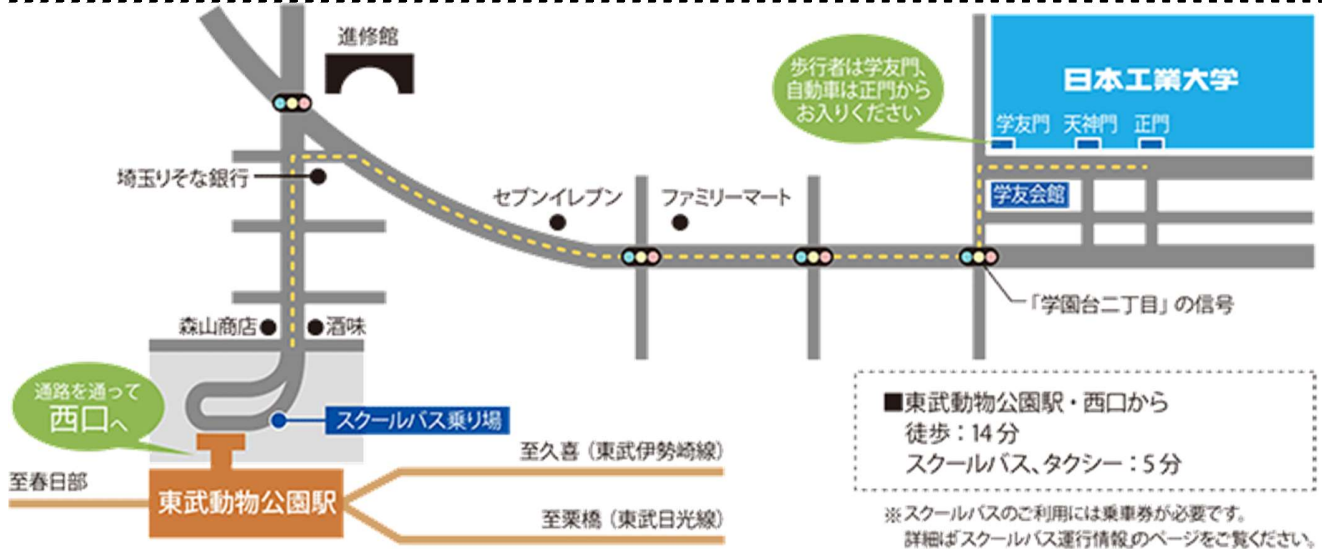 進修館
歩行者は学友門、
自動車は正門から
お入りください
日本工業大学
学友門 天神門 正門
埼玉りそな銀行
セブンイレブン
ファミリーマート
学友会館
「学園台二丁目」の信号
森山商店
酒味
通路を通って
西口へ
スクールバス乗り場
■東武動物公園駅・西口から
徒歩：14分
スクールバス、タクシー：5分
至久喜（東武伊勢崎線）
至春日部
東武動物公園駅
至栗橋（東武日光線）
※スクールバスのご利用には乗車券が必要です。
詳細は「スクールバス運行情報」のページをご覧ください。